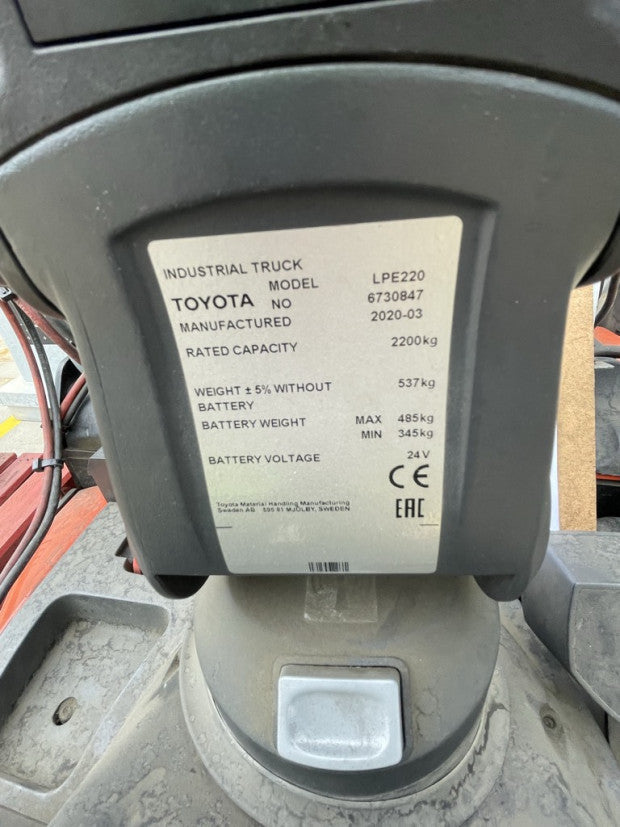 INDUSTRIAL TRUCK
MODEL LPE220
TOYOTA NO 6730847
MANUFACTURED 2020-03
RATED CAPACITY 2200kg
WEIGHT ± 5% WITHOUT 537kg
BATTERY
BATTERY WEIGHT MAX 485kg
MIN 345kg
BATTERY VOLTAGE 24V
CE
Toyota Material Handling Manufacturing
Sweden AB 595 81 MJÖLBY, SWEDEN
EAC